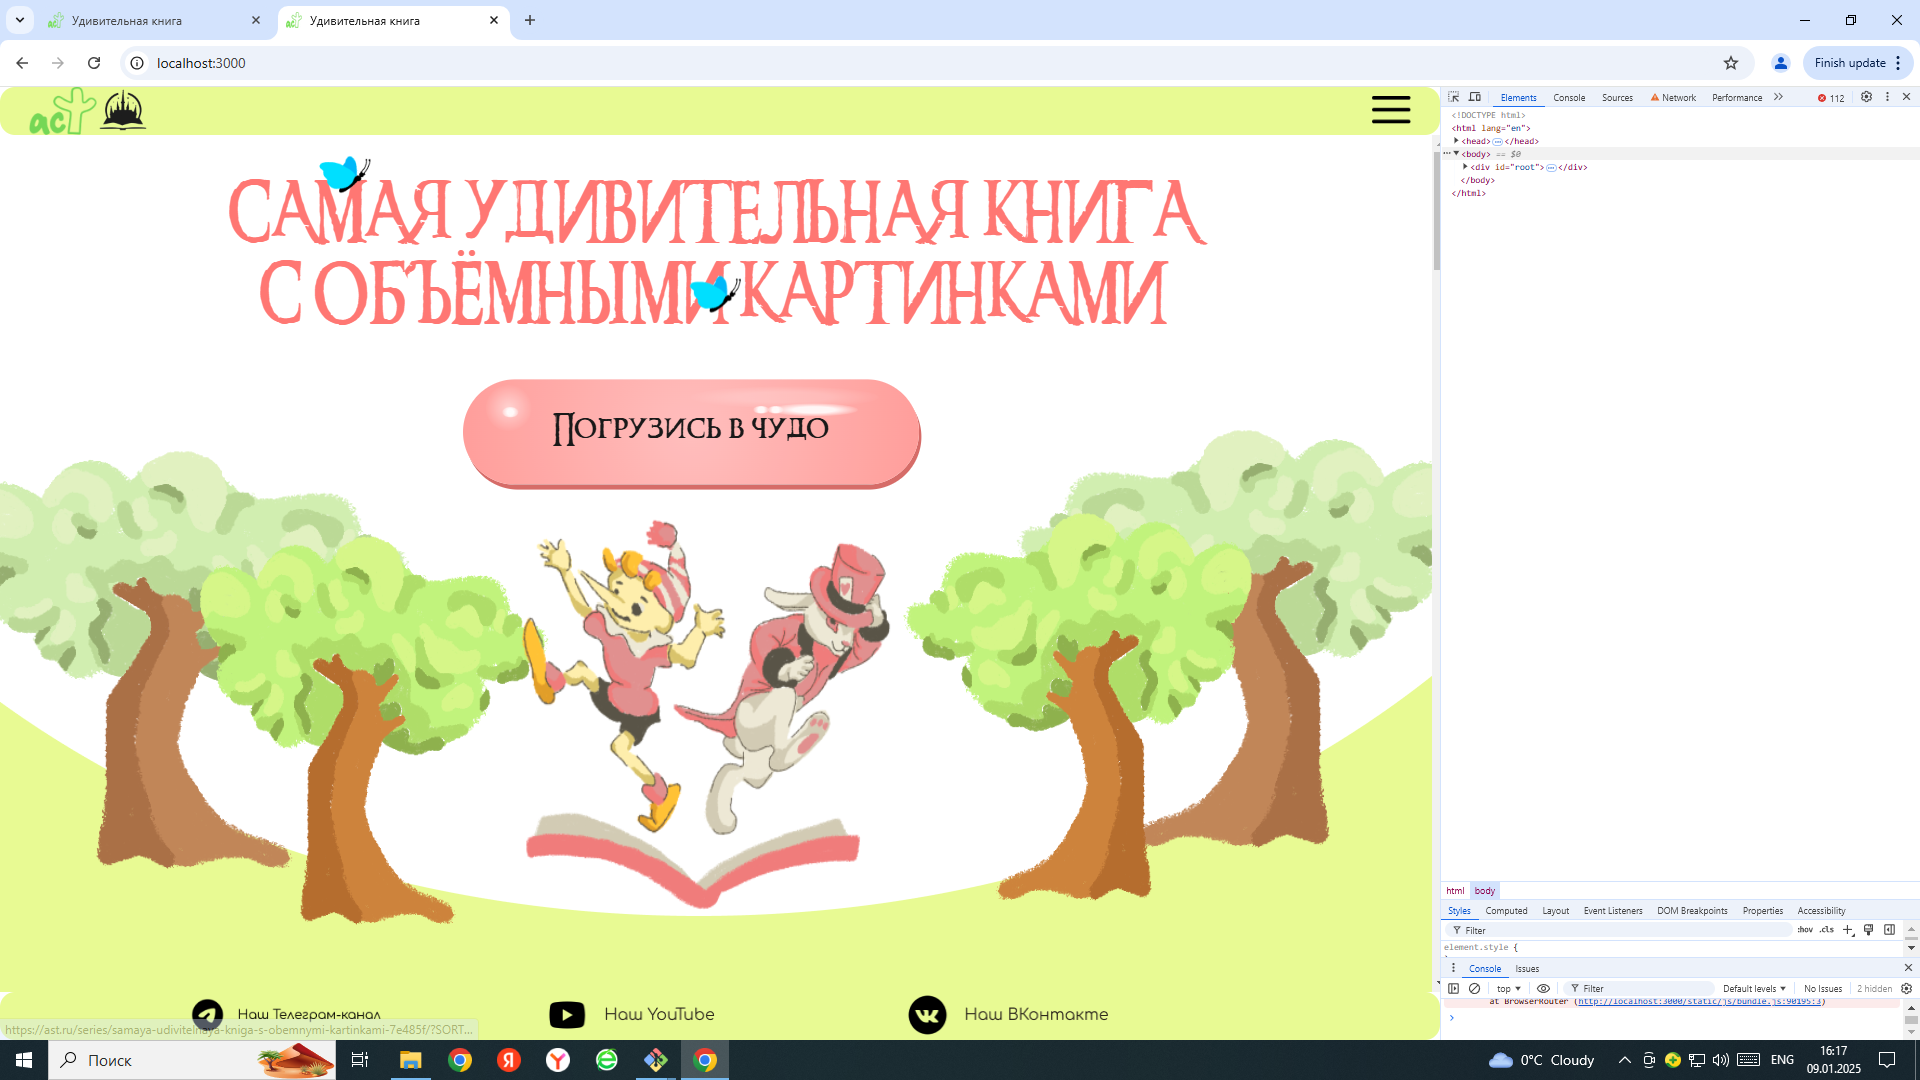 Удивительная книга
Удивительная книга
localhost:3000
Finish update
act
САМАЯ УДИВИТЕЛЬНАЯ КНИГА
С ОБЪЁМНЫМИ КАРТИНКАМИ
Погрузись в чудо
Наш Телеграм-канал
Наш YouTube
Наш ВКонтакте
https://ast.ru/series/samaya-udivitelnaya-kniga-s-obemnymi-kartinkami-7e485f/?SORT...
Elements Console Sources Network Performance 112
<!DOCTYPE html>
<html lang="en">
<head> </head>
<body> == $0
<div id="root"> </div>
</body>
</html>
html body
Styles Computed Layout Event Listeners DOM Breakpoints Properties Accessibility
Filter :hov .cls
element.style {
Console Issues
top Filter Default levels No Issues 2 hidden
at BrowserRouter (http://localhost:3000/static/js/bundle.js:90195:3)
Поиск
0°C Cloudy
ENG
16:17
09.01.2025